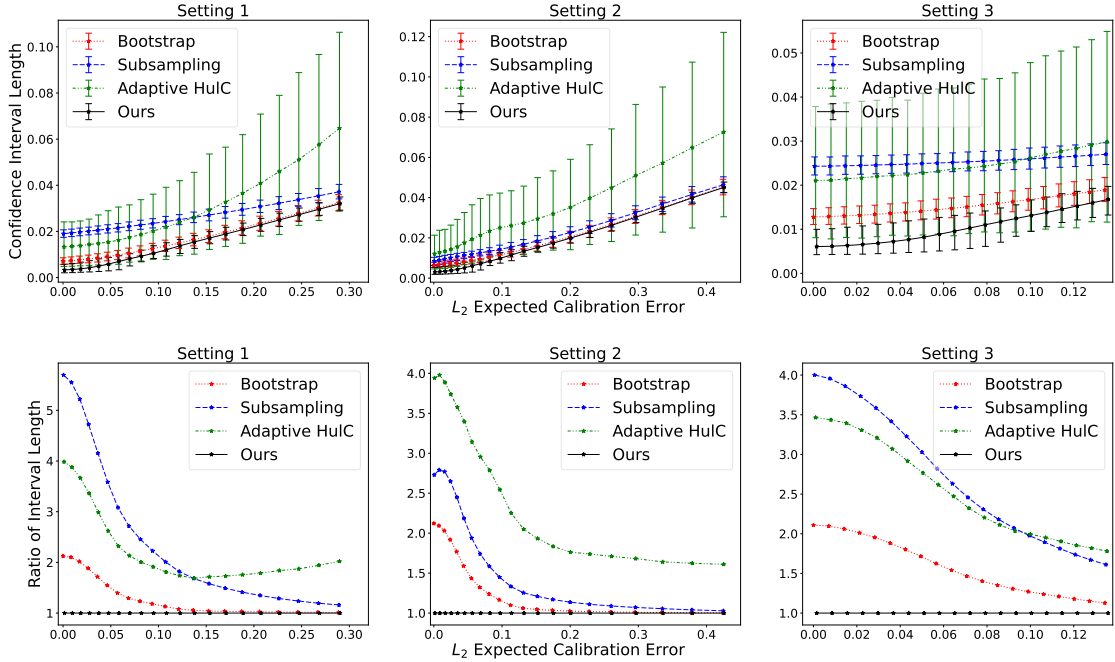 Setting 1
Setting 2
Setting 3
Confidence Interval Length
0.10
0.08
0.06
0.04
0.02
0.00
Bootstrap
Subsampling
Adaptive HulC
Ours
0.00 0.05 0.10 0.15 0.20 0.25 0.30
0.12
0.10
0.08
0.06
0.04
0.02
0.00
Bootstrap
Subsampling
Adaptive HulC
Ours
0.0 0.1 0.2 0.3 0.4
0.05
0.04
0.03
0.02
0.01
0.00
Bootstrap
Subsampling
Adaptive HulC
Ours
0.00 0.02 0.04 0.06 0.08 0.10 0.12
L2 Expected Calibration Error
Setting 1
Setting 2
Setting 3
Ratio of Interval Length
5
4
3
2
1
Bootstrap
Subsampling
Adaptive HulC
Ours
0.00 0.05 0.10 0.15 0.20 0.25 0.30
4.0
3.5
3.0
2.5
2.0
1.5
1.0
Bootstrap
Subsampling
Adaptive HulC
Ours
0.0 0.1 0.2 0.3 0.4
4.0
3.5
3.0
2.5
2.0
1.5
1.0
Bootstrap
Subsampling
Adaptive HulC
Ours
0.00 0.02 0.04 0.06 0.08 0.10 0.12
L2 Expected Calibration Error